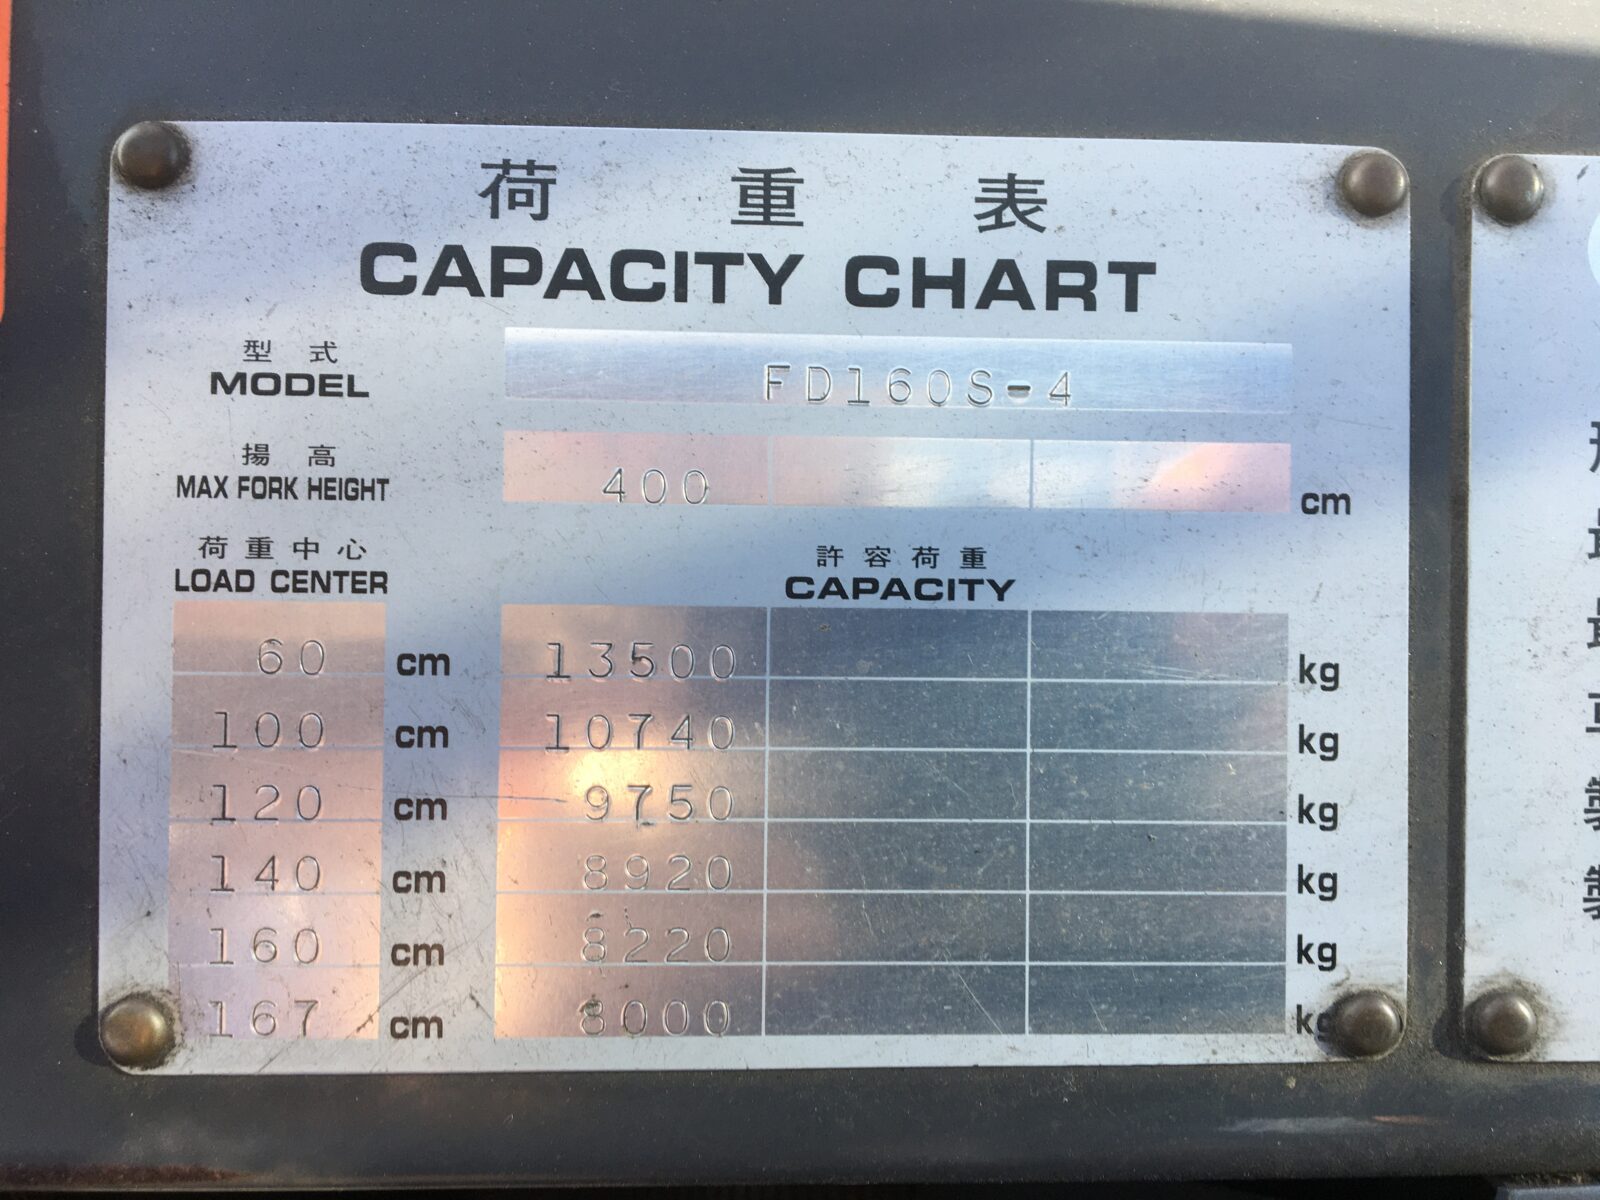 荷重表
CAPACITY CHART
型式
MODEL FD160S-4
揚高
MAX FORK HEIGHT 400 cm
荷重中心 許容荷重
LOAD CENTER CAPACITY
60 cm 13500 kg
100 cm 10740 kg
120 cm 9750 kg
140 cm 8920 kg
160 cm 8220 kg
167 cm 8000 kg